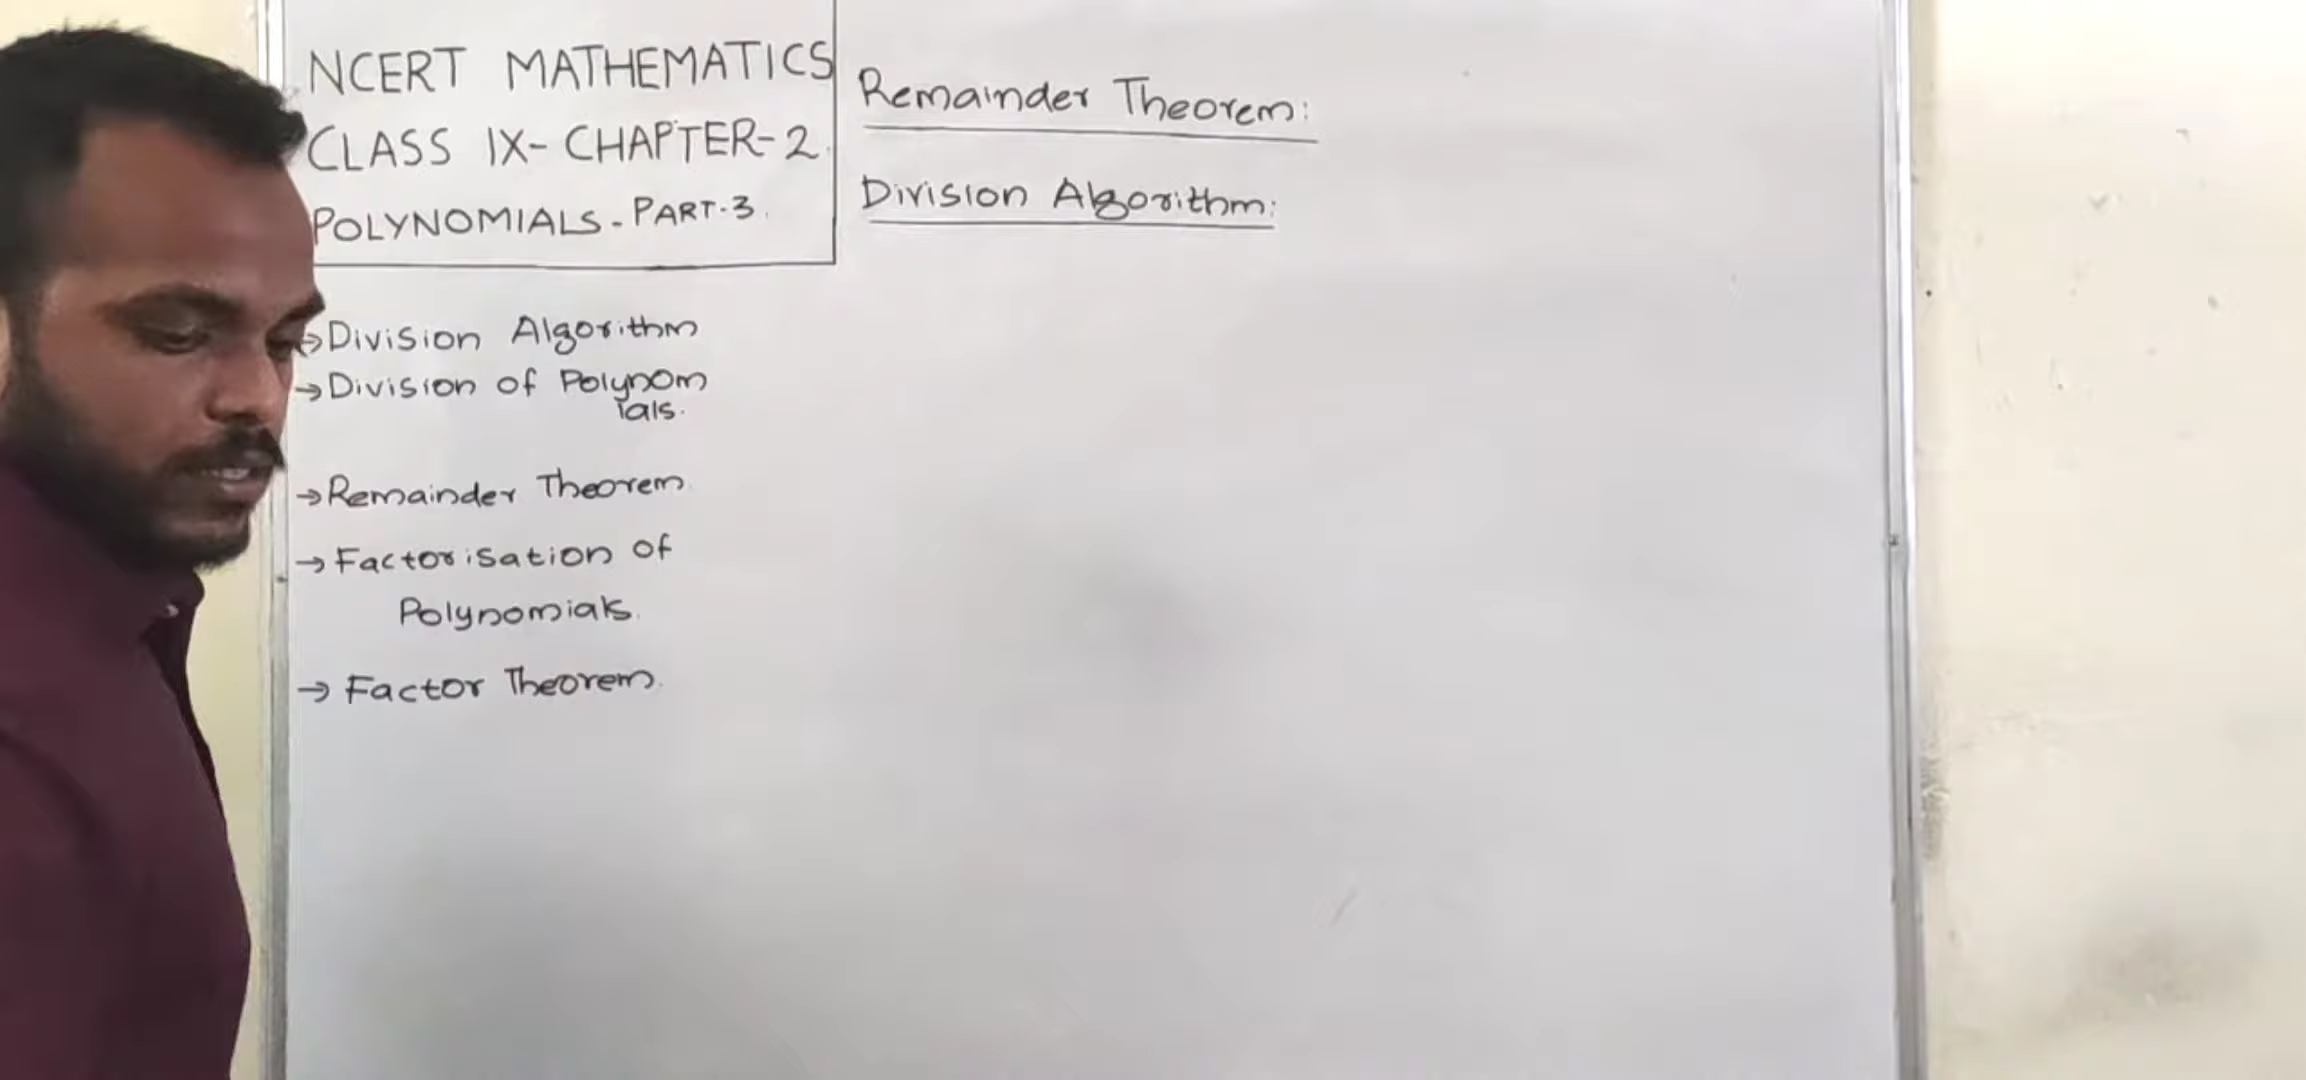 NCERT MATHEMATICS
CLASS IX- CHAPTER-2.
POLYNOMIALS - PART-3.
→Division Algorithm
→Division of Polynom
ials.
→Remainder Theorem.
→Factorisation of
Polynomials.
→ Factor Theorem.
Remainder Theorem:
Division Algorithm: